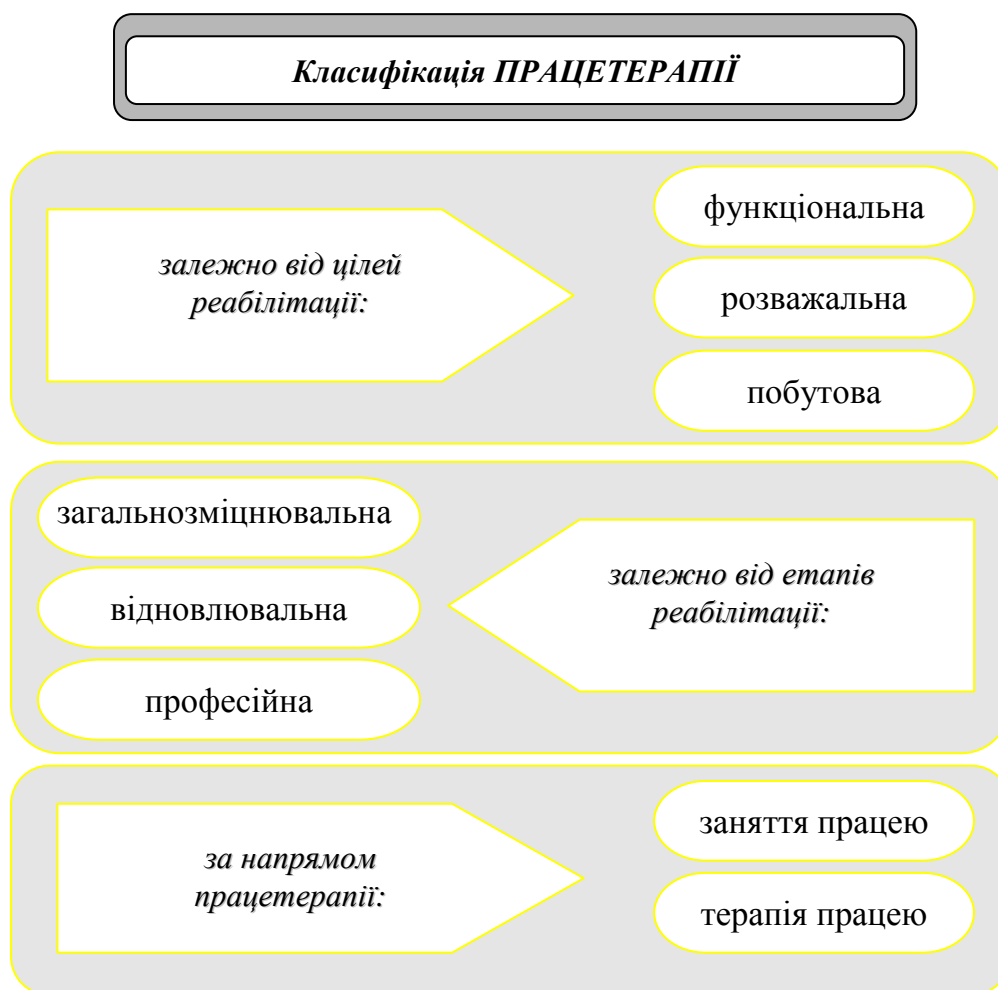 Класифікація ПРАЦЕТЕРАПІЇ
залежно від цілей
реабілітації:
функціональна
розважальна
побутова
загальнозміцнювальна
відновлювальна
професійна
залежно від етапів
реабілітації:
за напрямом
працетерапії:
заняття працею
терапія працею